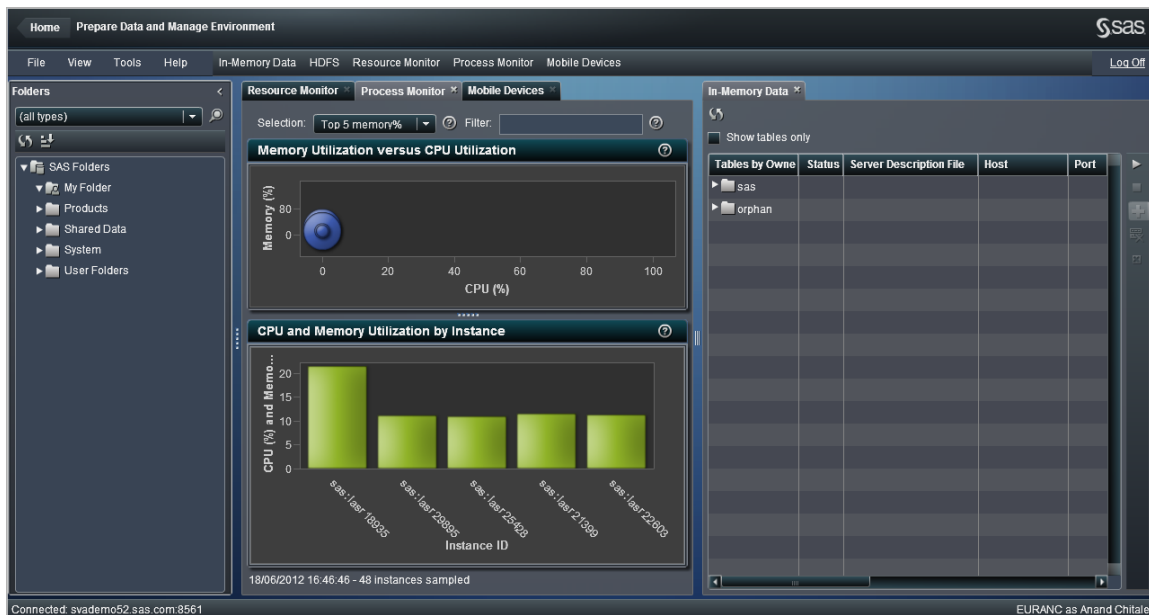 Home Prepare Data and Manage Environment
sas
File View Tools Help In-Memory Data HDFS Resource Monitor Process Monitor Mobile Devices Log Off
Folders
(all types)
SAS Folders
My Folder
Products
Shared Data
System
User Folders
Resource Monitor Process Monitor Mobile Devices
Selection: Top 5 memory% Filter:
Memory Utilization versus CPU Utilization
Memory (%)
80
0
0 20 40 60 80 100
CPU (%)
CPU and Memory Utilization by Instance
CPU (%) and Memo...
20
15
10
5
0
sas:lasr18935 sas:lasr29895 sas:lasr25428 sas:lasr21399 sas:lasr22603
Instance ID
18/06/2012 16:46:46 - 48 instances sampled
In-Memory Data
Show tables only
Tables by Owne Status Server Description File Host Port
sas
orphan
Connected: svademo52.sas.com:8561
EURANC as Anand Chitale